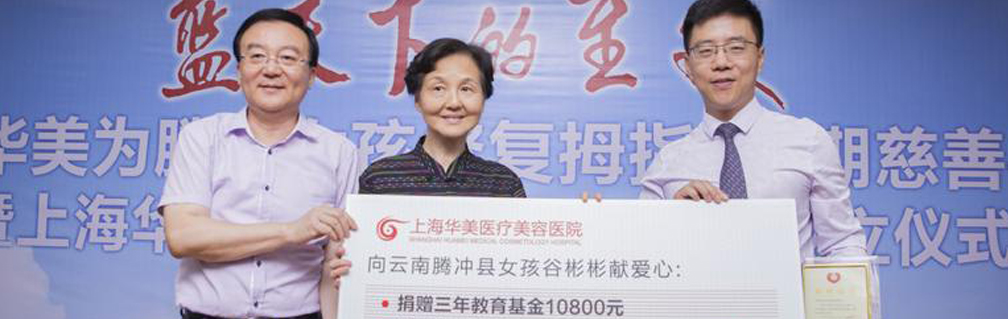 蓝天下的至
华美为腾 女孩修复拇指 期慈善
暨上海华 立仪式
上海华美医疗美容医院
SHANGHAI HUAMEI MEDICAL COSMETOLOGY HOSPITAL
向云南腾冲县女孩谷彬彬献爱心：
• 捐赠三年教育基金10800元